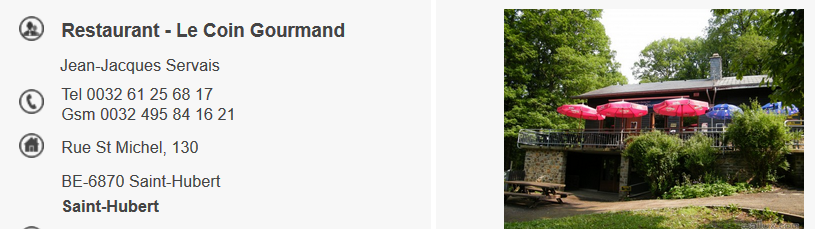 Restaurant - Le Coin Gourmand
Jean-Jacques Servais
Tel 0032 61 25 68 17
Gsm 0032 495 84 16 21
Rue St Michel, 130
BE-6870 Saint-Hubert
Saint-Hubert